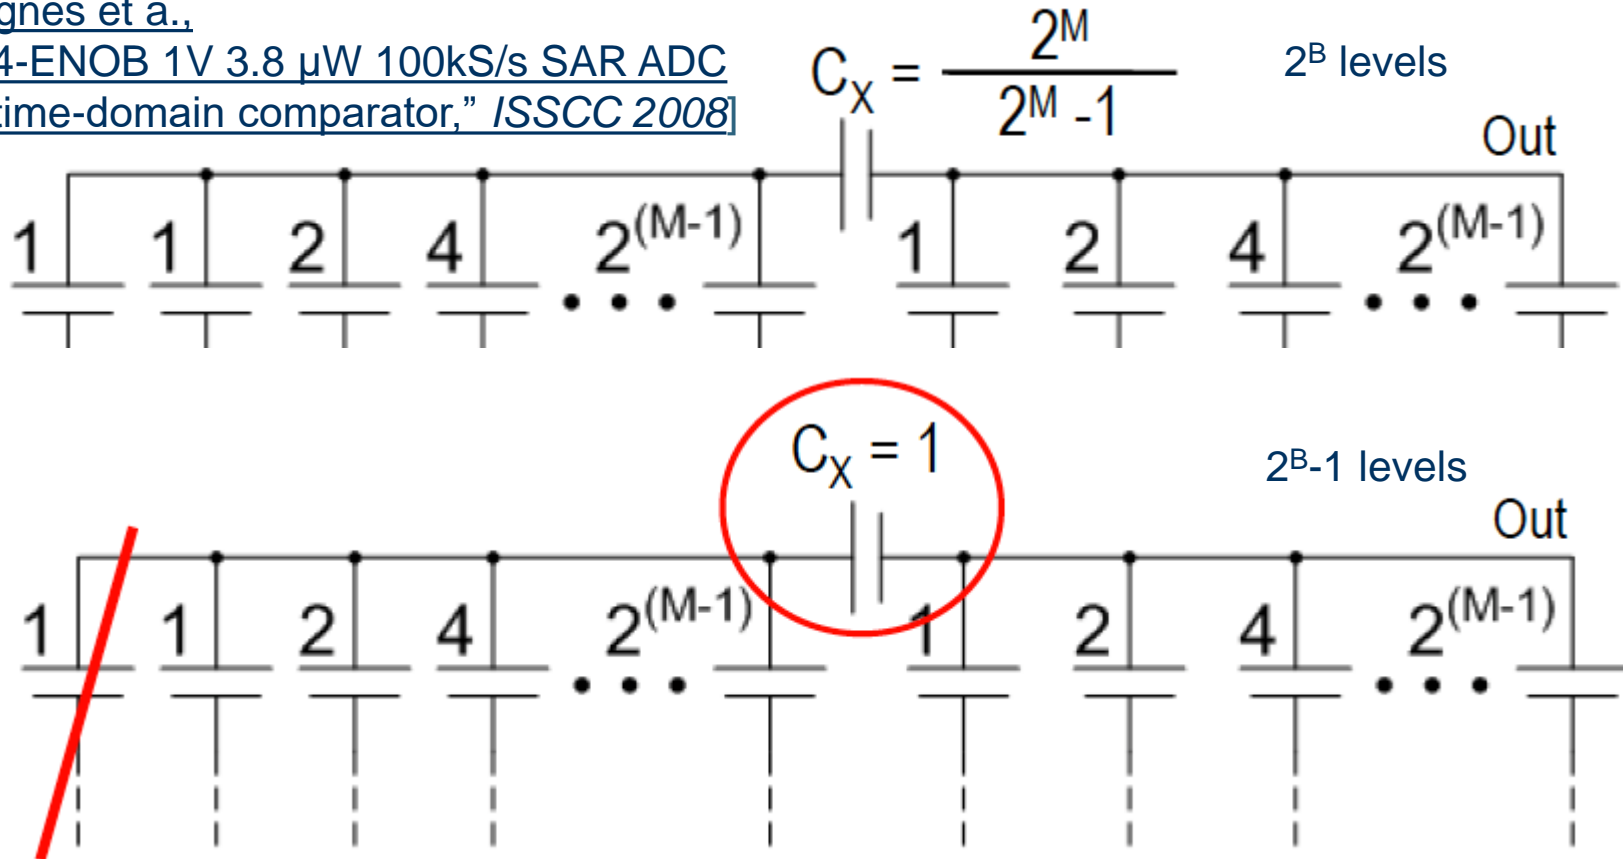 gnes et a.,
4-ENOB 1V 3.8 µW 100kS/s SAR ADC
time-domain comparator,” ISSCC 2008]
C_X = 2^M / 2^M -1
2^B levels
Out
1 1 2 4 2^(M-1) 1 2 4 2^(M-1)
C_X = 1
2^B-1 levels
Out
1 1 2 4 2^(M-1) 1 2 4 2^(M-1)